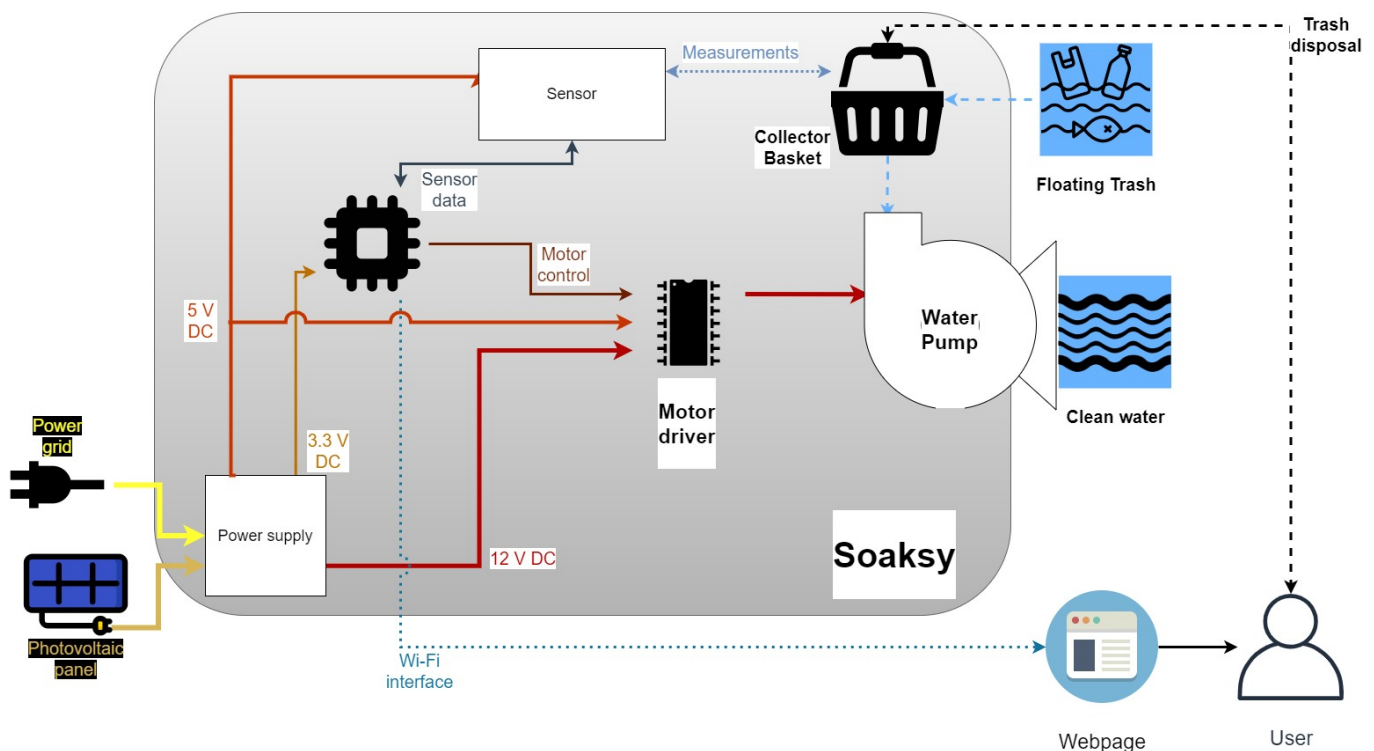 Trash
disposal
Measurements
Sensor
Collector
Basket
Floating Trash
Sensor
data
Motor
control
5 V
DC
Water
Pump
Motor
driver
Clean water
Power
grid
3.3 V
DC
Power supply
12 V DC
Soaksy
Photovoltaic
panel
Wi-Fi
interface
Webpage
User